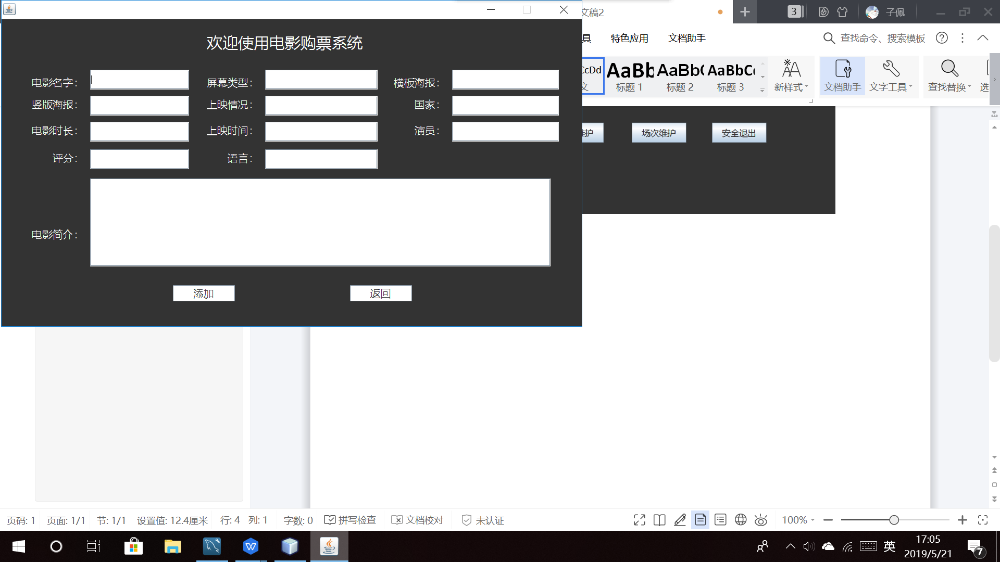 文稿2
3
子佩
欢迎使用电影购票系统
具 特色应用 文档助手
查找命令、搜索模板
CcDd AaBb AaBb AaBbC
文 标题 1 标题 2 标题 3 新样式 文档助手 文字工具 查找替换 选
电影名字： 屏幕类型： 横板海报：
竖版海报： 上映情况： 国家：
电影时长： 上映时间： 演员：
评分： 语言：
电影简介：
添加 返回
维护 场次维护 安全退出
页码: 1 页面: 1/1 节: 1/1 设置值: 12.4厘米 行: 4 列: 1 字数: 0 拼写检查 文档校对 未认证 100%
英
17:05
2019/5/21
7